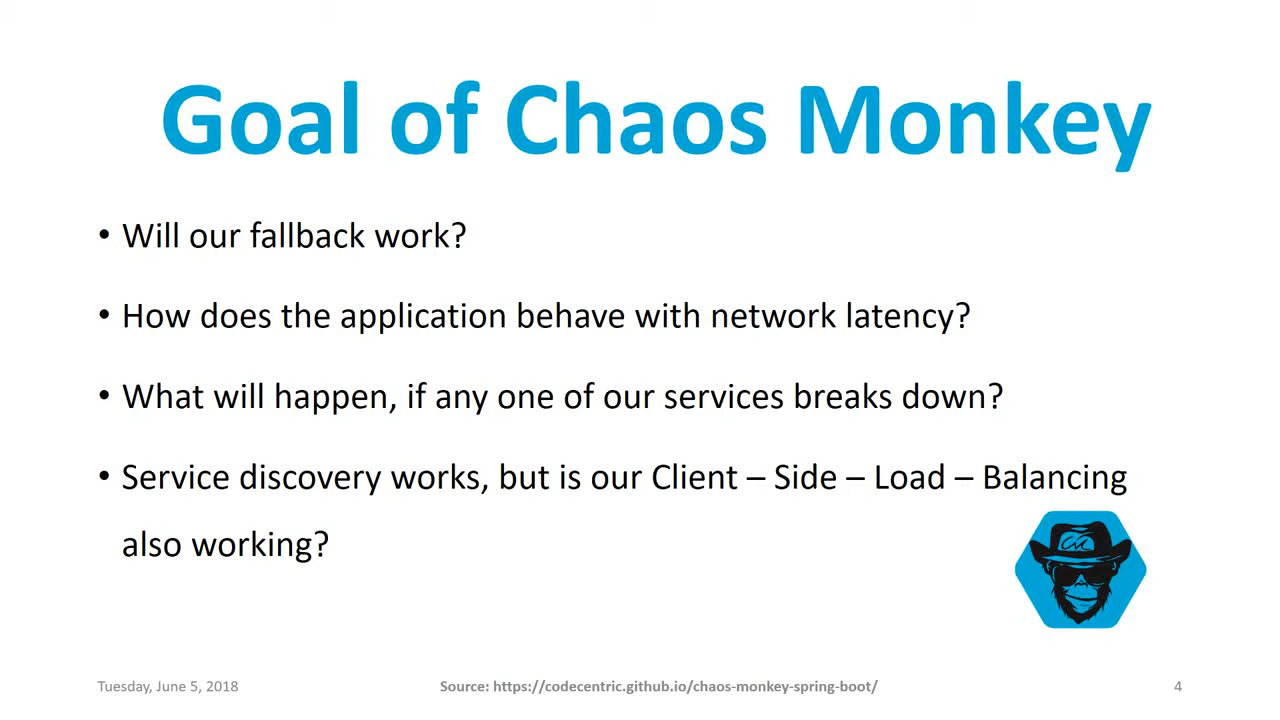 Goal of Chaos Monkey
• Will our fallback work?
• How does the application behave with network latency?
• What will happen, if any one of our services breaks down?
• Service discovery works, but is our Client – Side – Load – Balancing
also working?
Tuesday, June 5, 2018
Source: https://codecentric.github.io/chaos-monkey-spring-boot/
4